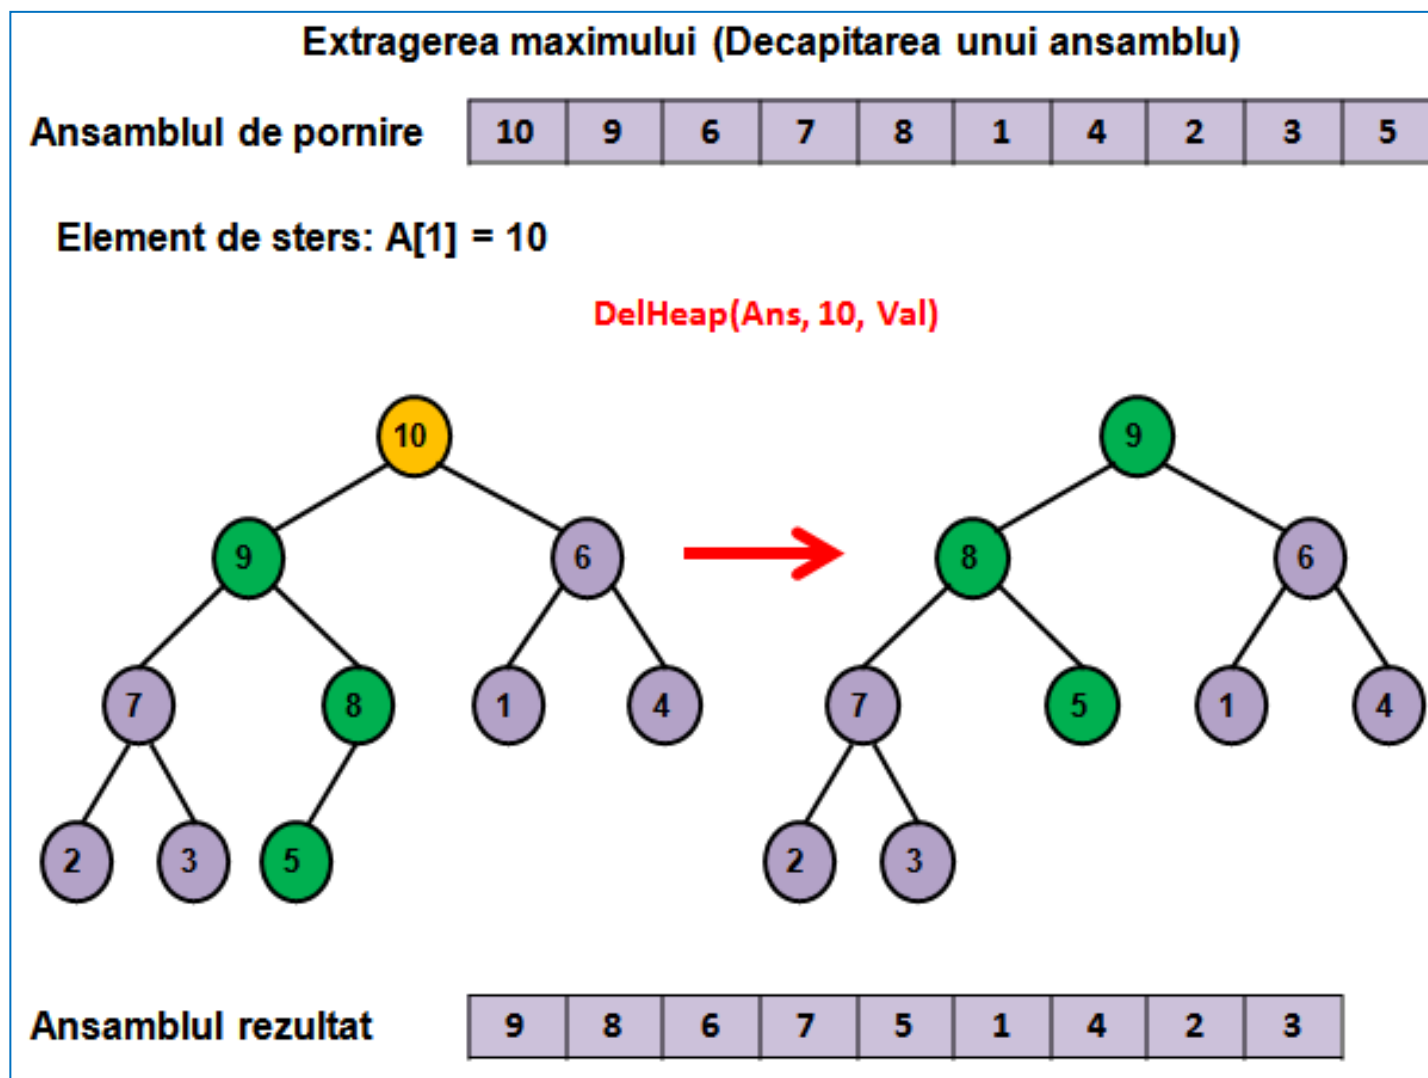 Extragerea maximului (Decapitarea unui ansamblu)
Ansamblul de pornire 10 9 6 7 8 1 4 2 3 5
Element de sters: A[1] = 10
DelHeap(Ans, 10, Val)
10 9
9 6 8 6
7 8 1 4 7 5 1 4
2 3 5 2 3
Ansamblul rezultat 9 8 6 7 5 1 4 2 3